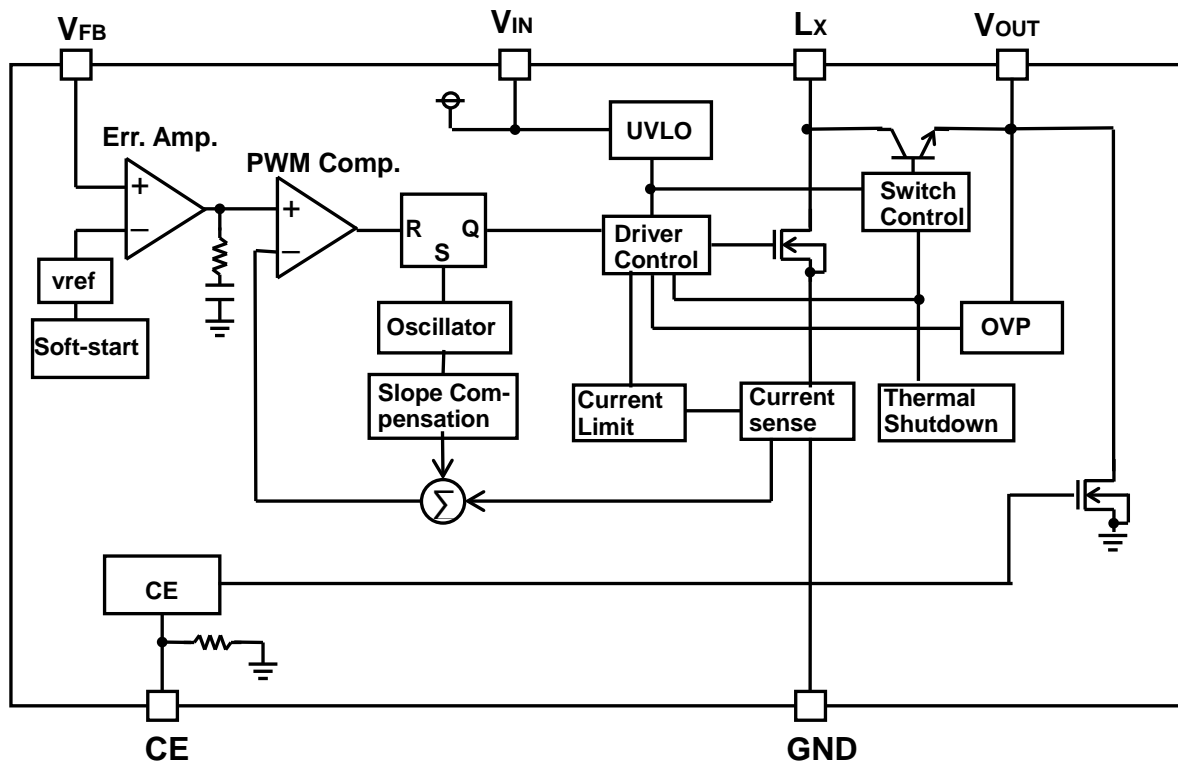 VFB
VIN
LX
VOUT
Err. Amp.
PWM Comp.
UVLO
+
−
+
−
R
Q
S
Driver
Control
Switch
Control
vref
Soft-start
Oscillator
OVP
Slope Com-
pensation
Current
Limit
Current
sense
Thermal
Shutdown
Σ
CE
CE
GND